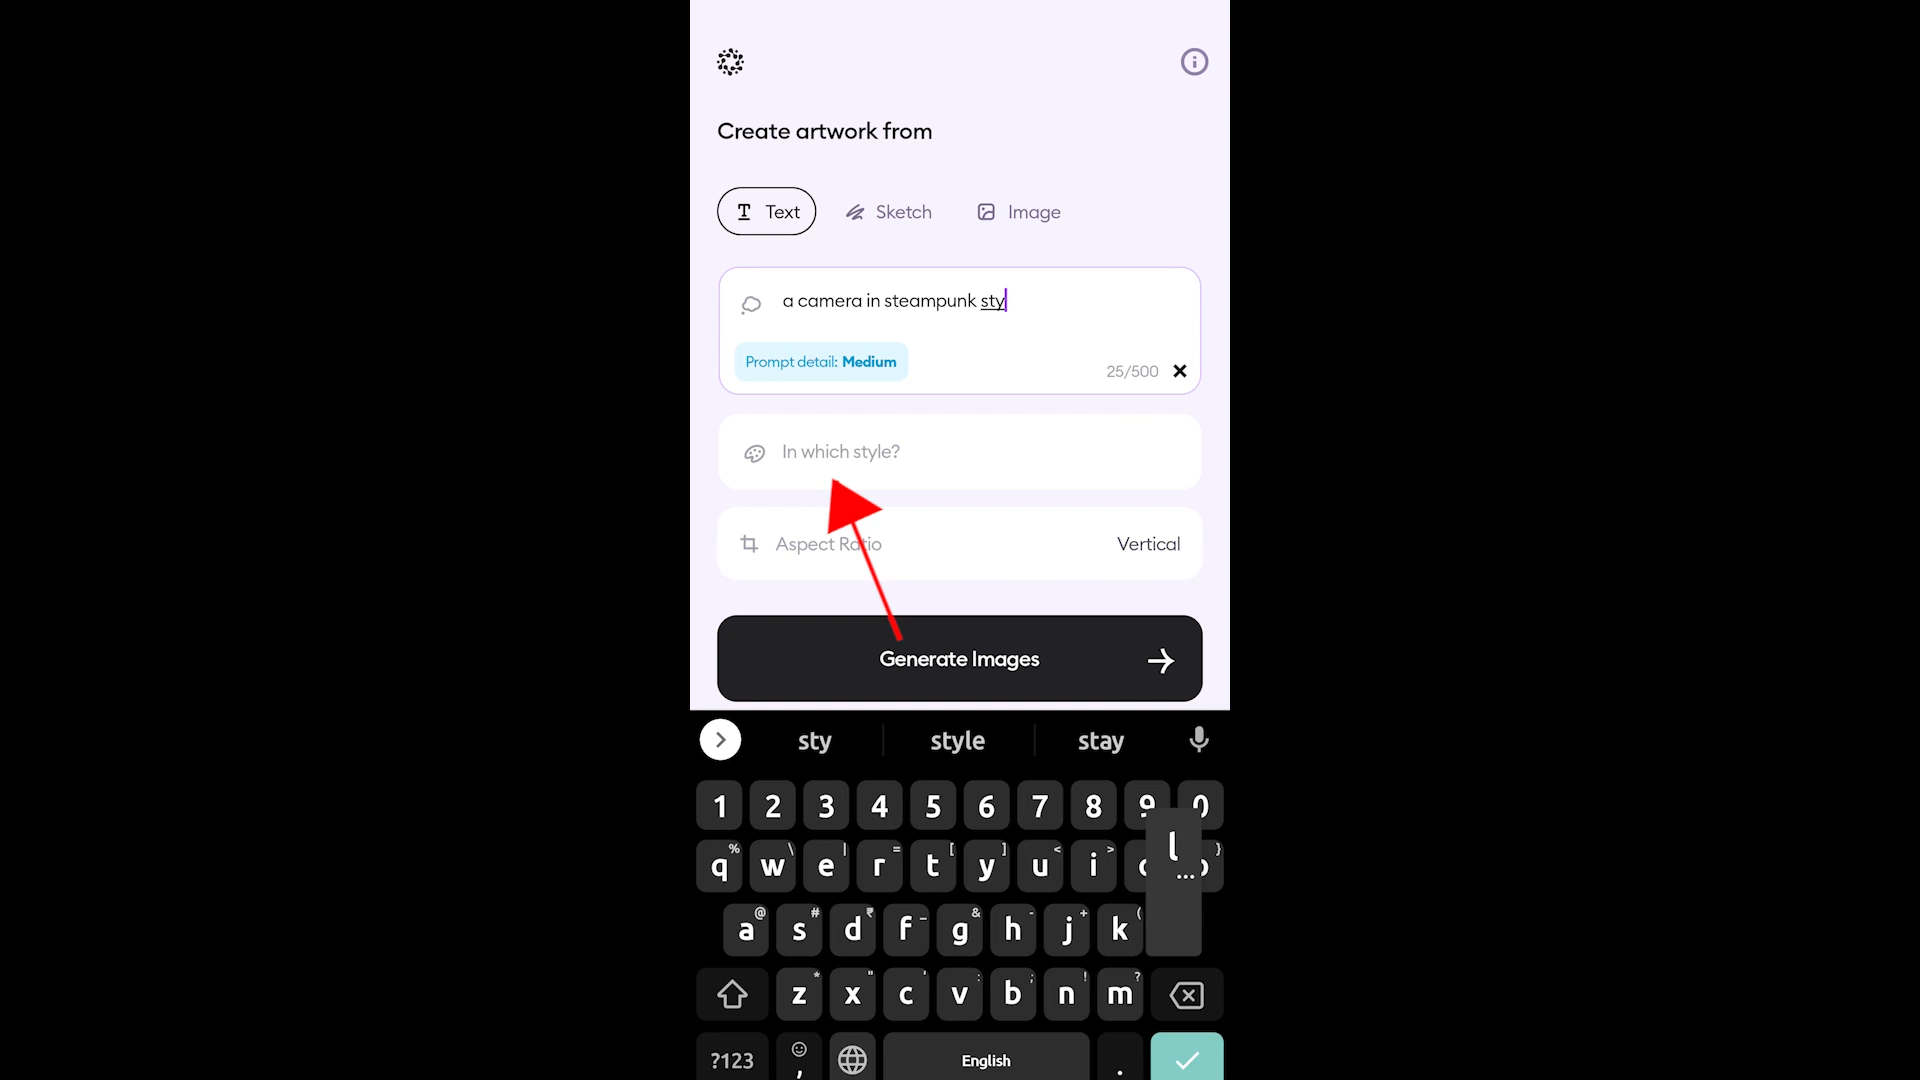 Create artwork from
Text Sketch Image
a camera in steampunk sty
Prompt detail: Medium
25/500
In which style?
Aspect Ratio Vertical
Generate Images
sty style stay
1 2 3 4 5 6 7 8 9 0
% \ | = [ ] < > }
q w e r t y u i o p
l
...
@ # ₹ _ & - + (
a s d f g h j k
* " ' : ; ! ?
z x c v b n m
?123 , English .